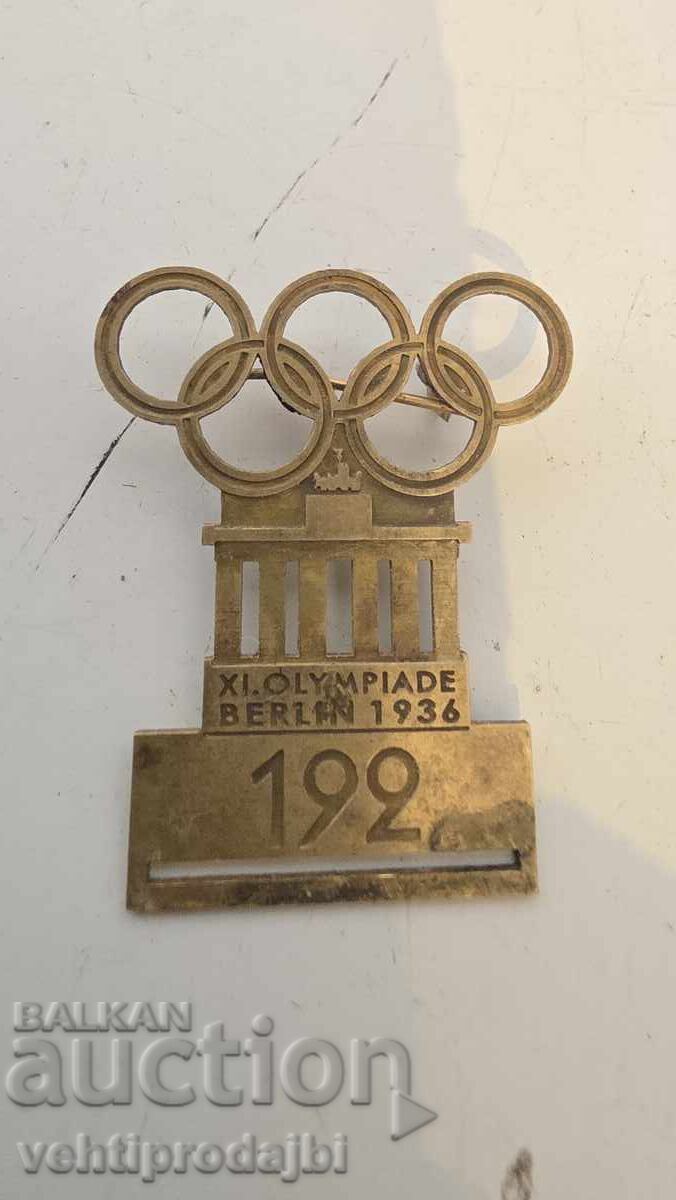 XI. OLYMPIADE
BERLIN 1936
192
BALKAN
auction
vehtiprodajbi